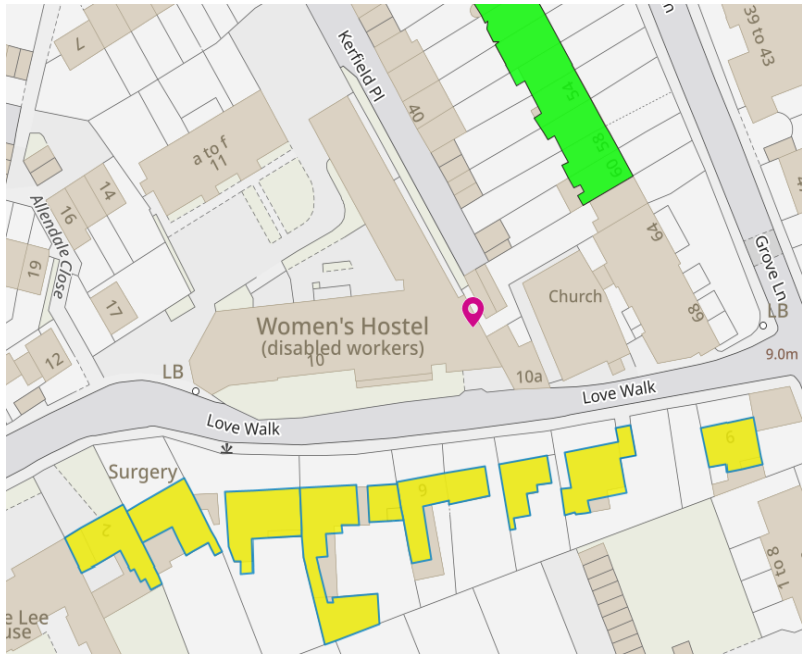 7
Kerfield Pl
39 to 43
54
40
58
60
a to f
11
14
16
Allendale Close
19
64
Grove Ln
17
Church
68
LB
Women's Hostel
(disabled workers)
10
12
LB
9.0m
10a
Love Walk
Love Walk
Surgery
9
6
2
1 to 8
e Lee
use